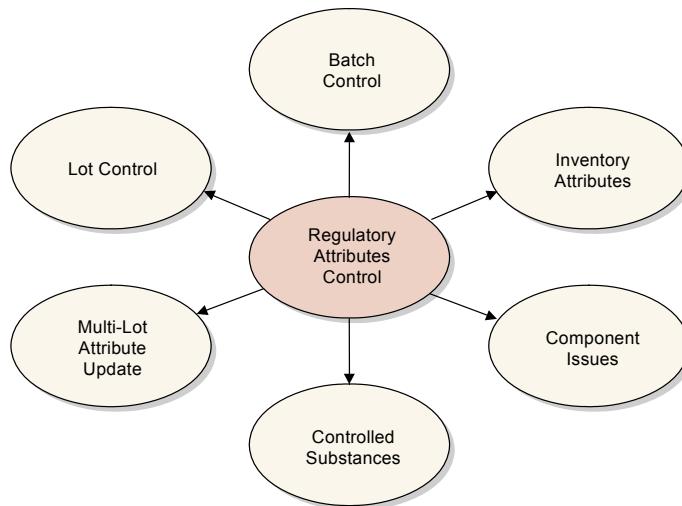 Batch
Control
Lot Control
Inventory
Attributes
Regulatory
Attributes
Control
Multi-Lot
Attribute
Update
Component
Issues
Controlled
Substances